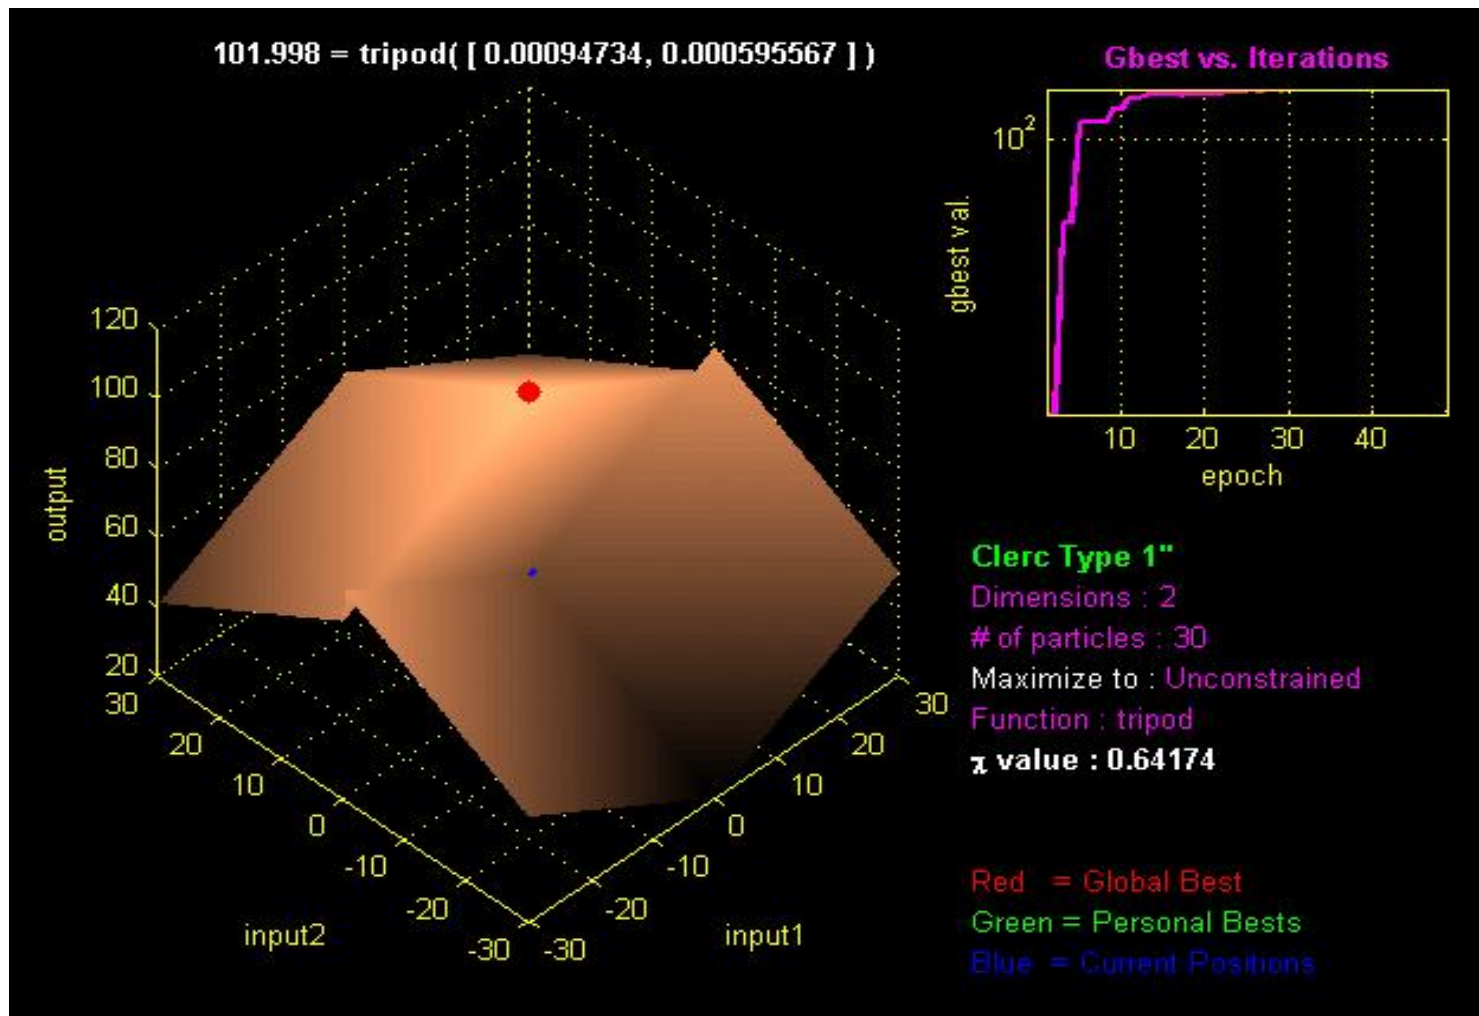 101.998 = tripod( [ 0.00094734, 0.000595567 ] )
Gbest vs. Iterations
10²
gbest val.
10 20 30 40
epoch
120
100
80
60
40
20
output
30
20
10
0
-10
-20
-30
input2
-30
-20
-10
0
10
20
30
input1
Clerc Type 1"
Dimensions : 2
# of particles : 30
Maximize to : Unconstrained
Function : tripod
χ value : 0.64174
Red = Global Best
Green = Personal Bests
Blue = Current Positions